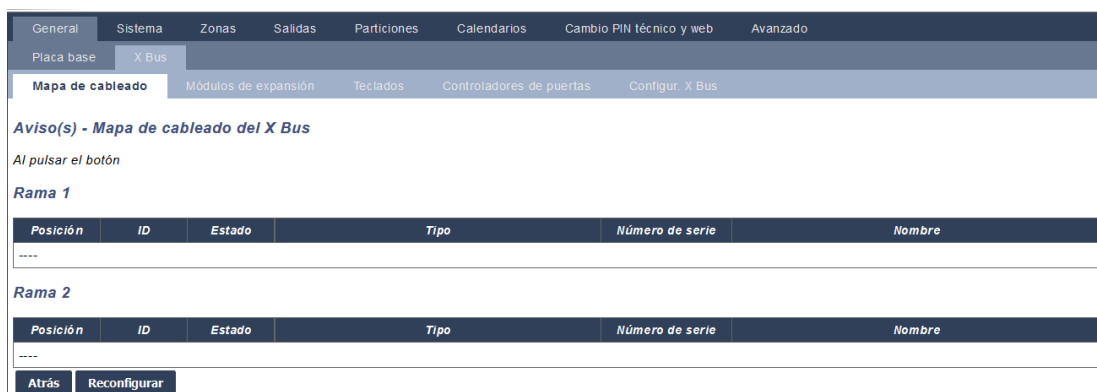 General Sistema Zonas Salidas Particiones Calendarios Cambio PIN técnico y web Avanzado
Placa base X Bus
Mapa de cableado Módulos de expansión Teclados Controladores de puertas Configur. X Bus
Aviso(s) - Mapa de cableado del X Bus
Al pulsar el botón
Rama 1
Posición ID Estado Tipo Número de serie Nombre
----
Rama 2
Posición ID Estado Tipo Número de serie Nombre
----
Atrás Reconfigurar